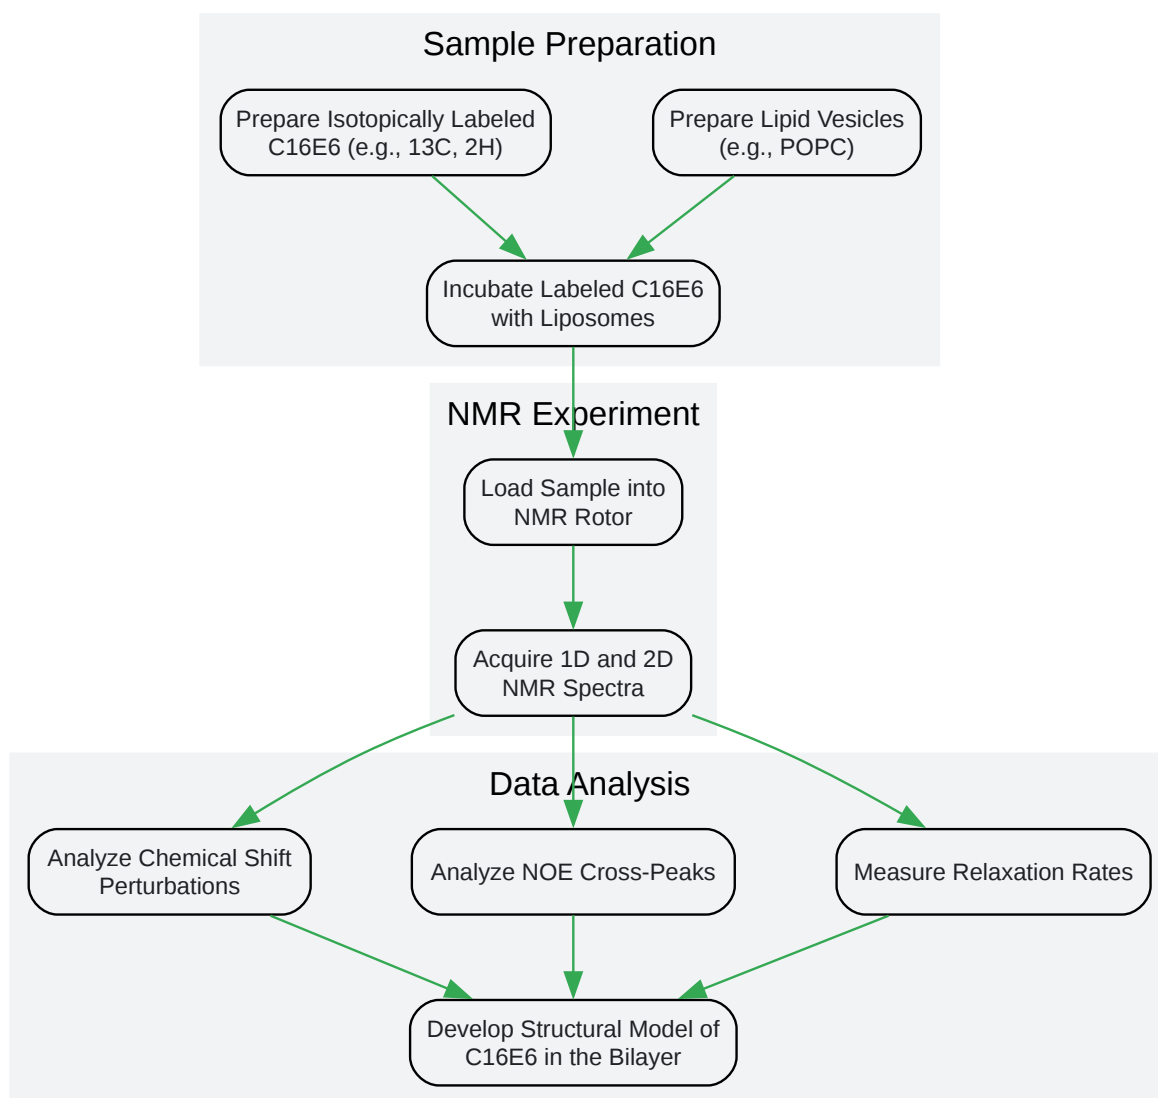 Sample Preparation
Prepare Isotopically Labeled
C16E6 (e.g., 13C, 2H)
Prepare Lipid Vesicles
(e.g., POPC)
Incubate Labeled C16E6
with Liposomes
NMR Experiment
Load Sample into
NMR Rotor
Acquire 1D and 2D
NMR Spectra
Data Analysis
Analyze Chemical Shift
Perturbations
Analyze NOE Cross-Peaks
Measure Relaxation Rates
Develop Structural Model of
C16E6 in the Bilayer